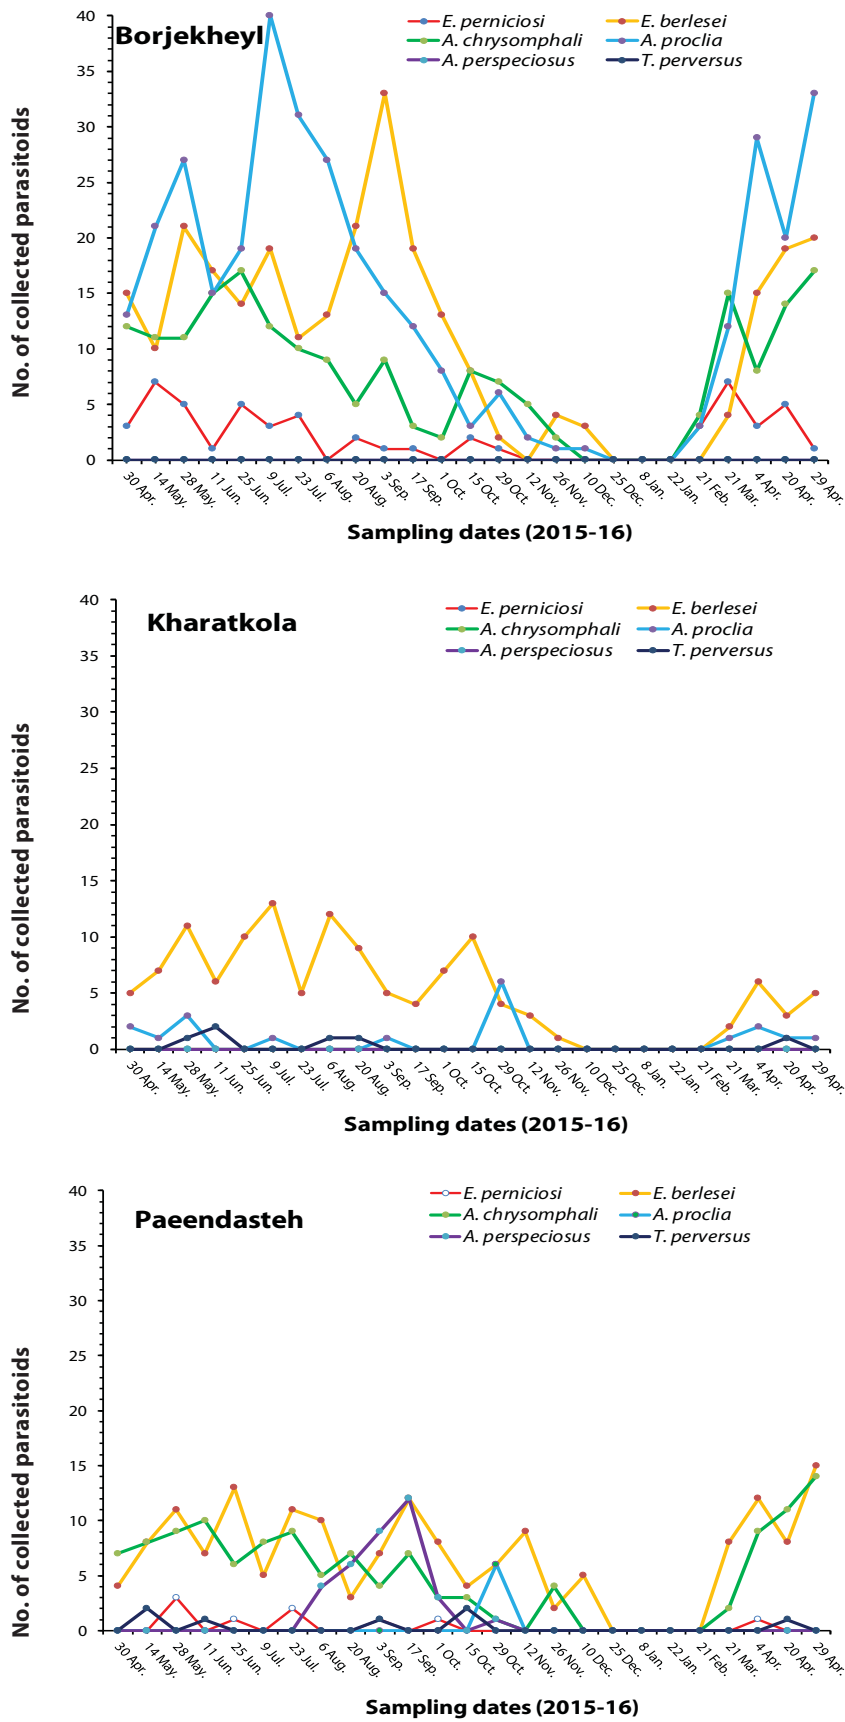 Borjekheyl
E. perniciosi
E. berlesei
A. chrysomphali
A. proclia
A. perspeciosus
T. perversus
No. of collected parasitoids
40
35
30
25
20
15
10
5
0
30 Apr.
14 May.
28 May.
11 Jun.
25 Jun.
9 Jul.
23 Jul.
6 Aug.
20 Aug.
3 Sep.
17 Sep.
1 Oct.
15 Oct.
29 Oct.
12 Nov.
26 Nov.
10 Dec.
25 Dec.
8 Jan.
22 Jan.
21 Feb.
21 Mar.
4 Apr.
20 Apr.
29 Apr.
Sampling dates (2015-16)
Kharatkola
E. perniciosi
E. berlesei
A. chrysomphali
A. proclia
A. perspeciosus
T. perversus
No. of collected parasitoids
40
35
30
25
20
15
10
5
0
30 Apr.
14 May.
28 May.
11 Jun.
25 Jun.
9 Jul.
23 Jul.
6 Aug.
20 Aug.
3 Sep.
17 Sep.
1 Oct.
15 Oct.
29 Oct.
12 Nov.
26 Nov.
10 Dec.
25 Dec.
8 Jan.
22 Jan.
21 Feb.
21 Mar.
4 Apr.
20 Apr.
29 Apr.
Sampling dates (2015-16)
Paeendasteh
E. perniciosi
E. berlesei
A. chrysomphali
A. proclia
A. perspeciosus
T. perversus
No. of collected parasitoids
40
35
30
25
20
15
10
5
0
30 Apr.
14 May.
28 May.
11 Jun.
25 Jun.
9 Jul.
23 Jul.
6 Aug.
20 Aug.
3 Sep.
17 Sep.
1 Oct.
15 Oct.
29 Oct.
12 Nov.
26 Nov.
10 Dec.
25 Dec.
8 Jan.
22 Jan.
21 Feb.
21 Mar.
4 Apr.
20 Apr.
29 Apr.
Sampling dates (2015-16)